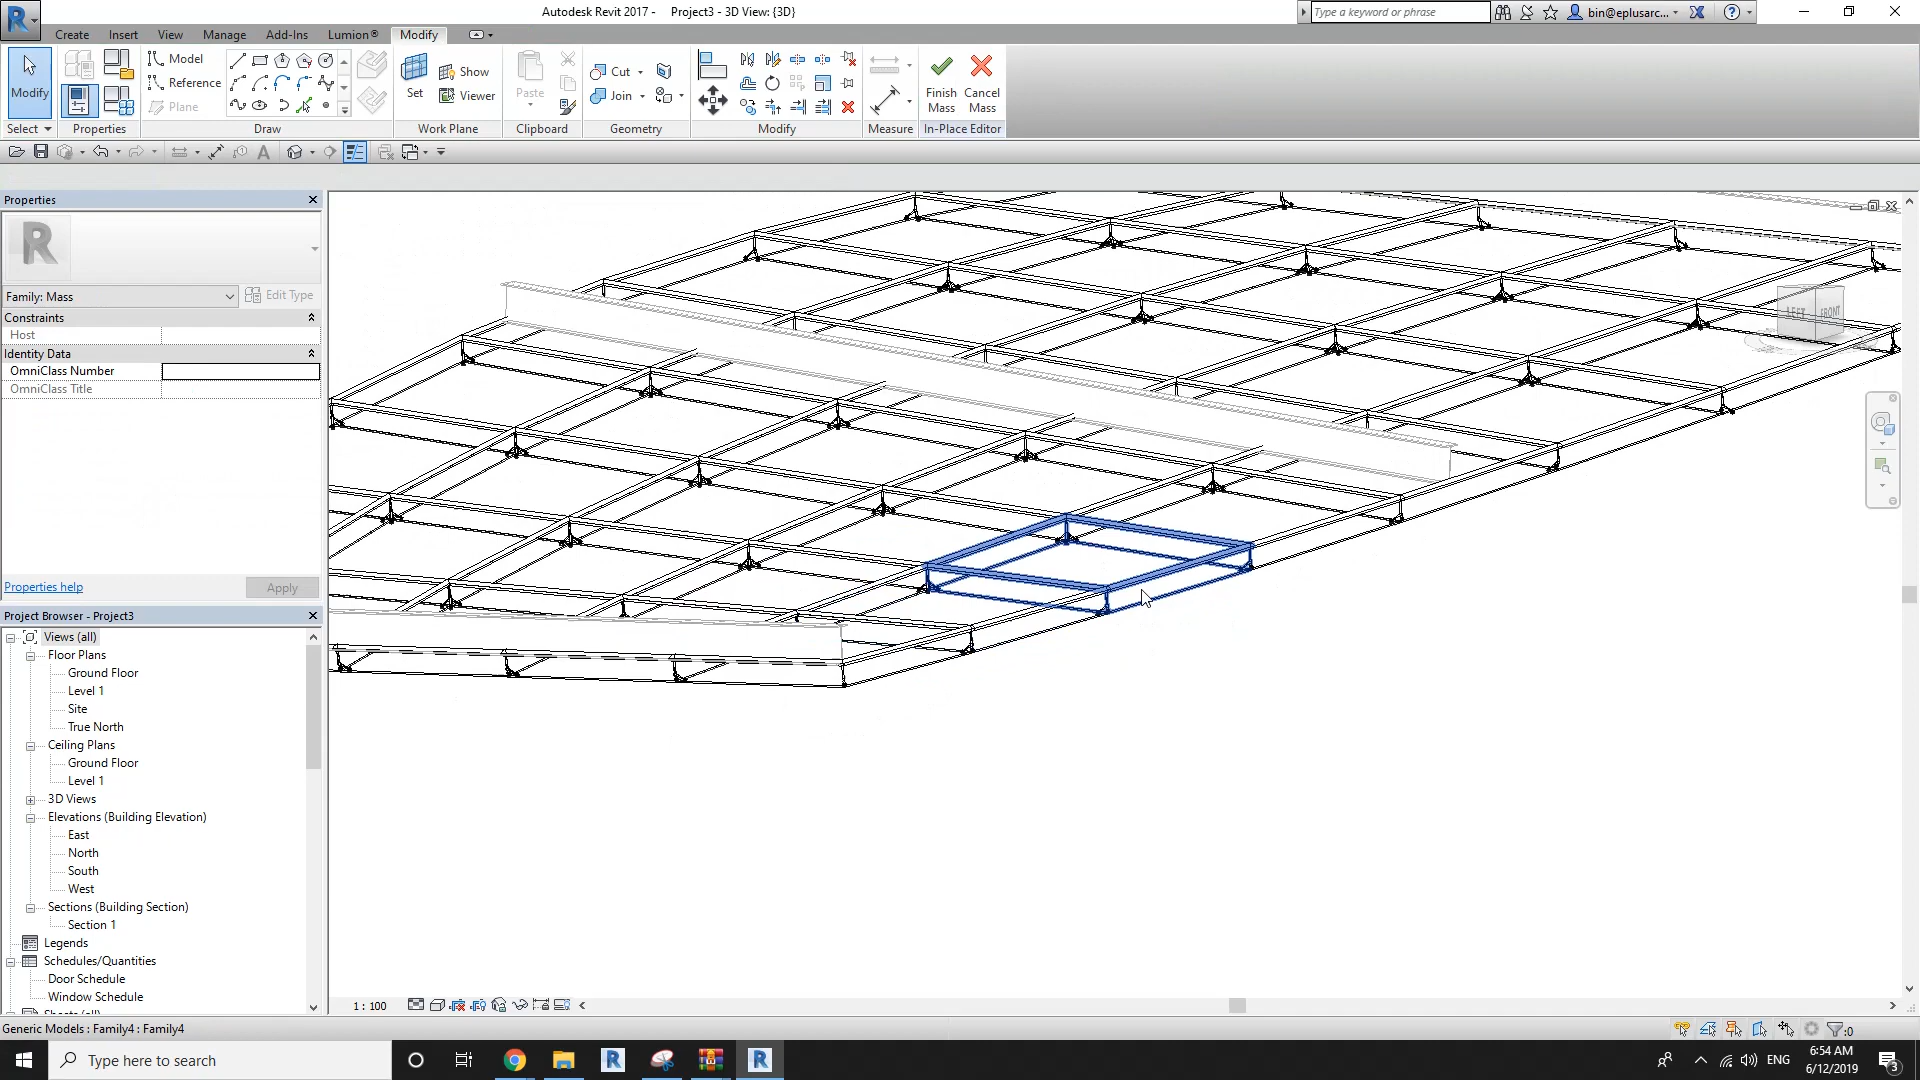 Autodesk Revit 2017 - Project3 - 3D View: {3D}
Type a keyword or phrase
bin@eplusarc...
Create Insert View Manage Add-Ins Lumion® Modify
Modify
Model
Reference
Plane
Set
Show
Viewer
Paste
Cut
Join
Finish Mass
Cancel Mass
Select Properties Draw Work Plane Clipboard Geometry Modify Measure In-Place Editor
Properties
Family: Mass
Edit Type
Constraints
Host
Identity Data
OmniClass Number
OmniClass Title
Properties help
Apply
LEFT FRONT
Project Browser - Project3
Views (all)
Floor Plans
Ground Floor
Level 1
Site
True North
Ceiling Plans
Ground Floor
Level 1
3D Views
Elevations (Building Elevation)
East
North
South
West
Sections (Building Section)
Section 1
Legends
Schedules/Quantities
Door Schedule
Window Schedule
1 : 100
Generic Models : Family4 : Family4
:0
Type here to search
ENG
6:54 AM
6/12/2019
3